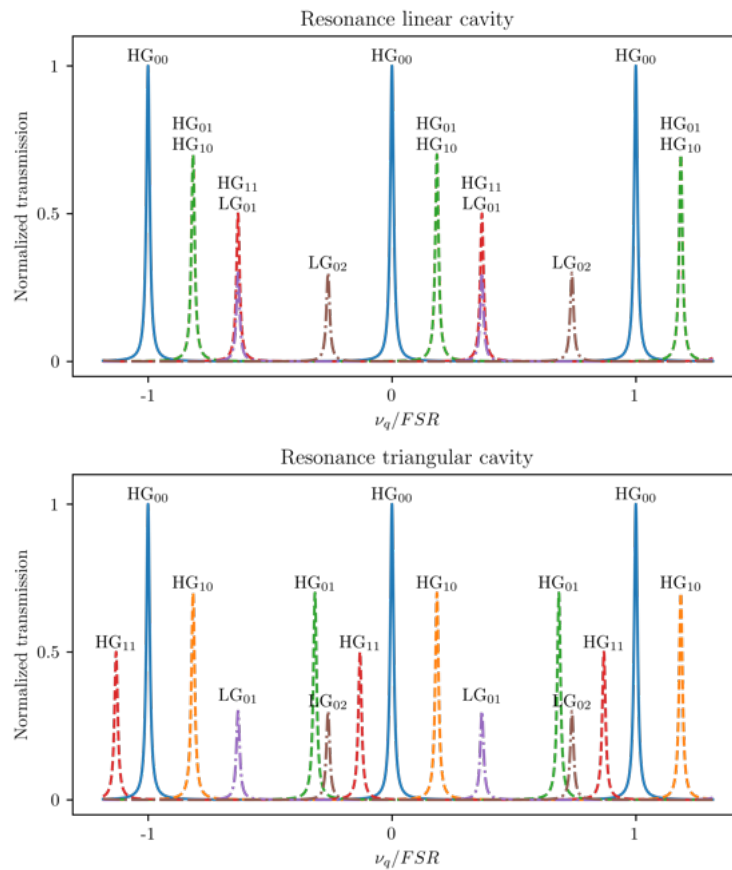 Resonance linear cavity
HG₀₀ HG₀₀ HG₀₀
HG₀₁ HG₀₁ HG₀₁
HG₁₀ HG₁₀ HG₁₀
HG₁₁ HG₁₁
LG₀₁ LG₀₁
LG₀₂ LG₀₂
Normalized transmission
1
0.5
0
-1 0 1
ν_q/FSR
Resonance triangular cavity
HG₀₀ HG₀₀ HG₀₀
HG₁₀ HG₀₁ HG₁₀ HG₀₁ HG₁₀
HG₁₁ HG₁₁ HG₁₁
LG₀₁ LG₀₂ LG₀₁ LG₀₂
Normalized transmission
1
0.5
0
-1 0 1
ν_q/FSR